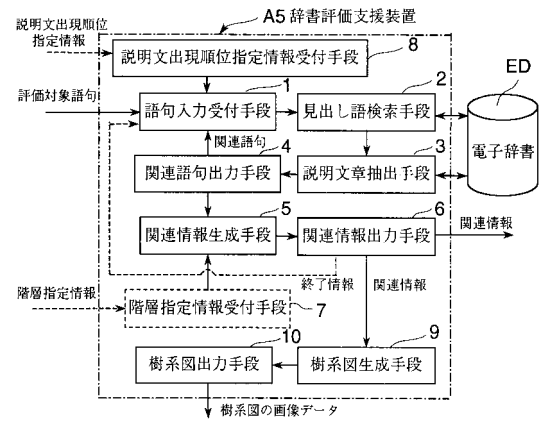 A5 辞書評価支援装置
説明文出現順位
指定情報
説明文出現順位指定情報受付手段
8
評価対象語句
語句入力受付手段
1
見出し語検索手段
2
ED
電子辞書
関連語句
関連語句出力手段
4
説明文章抽出手段
3
関連情報生成手段
5
関連情報出力手段
6
関連情報
終了情報
関連情報
階層指定情報
階層指定情報受付手段
7
樹系図出力手段
10
樹系図生成手段
9
樹系図の画像データ